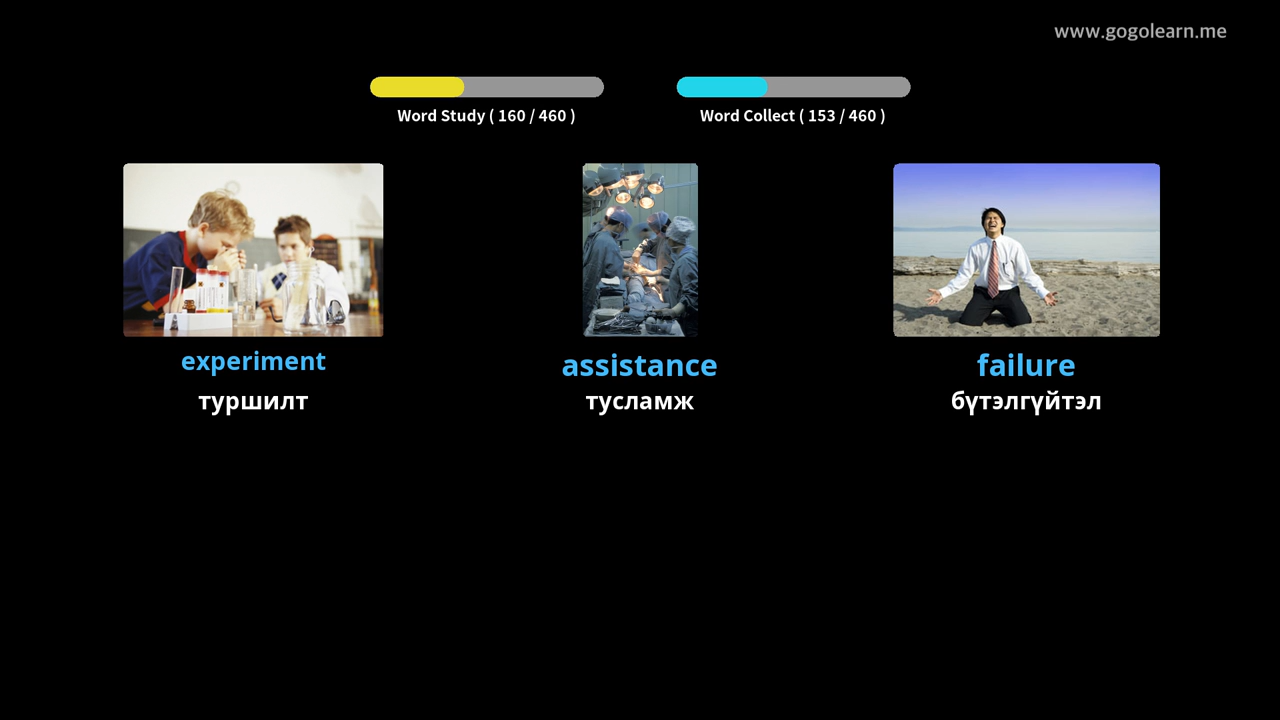 www.gogolearn.me
Word Study ( 160 / 460 )
Word Collect ( 153 / 460 )
experiment
туршилт
assistance
тусламж
failure
бүтэлгүйтэл